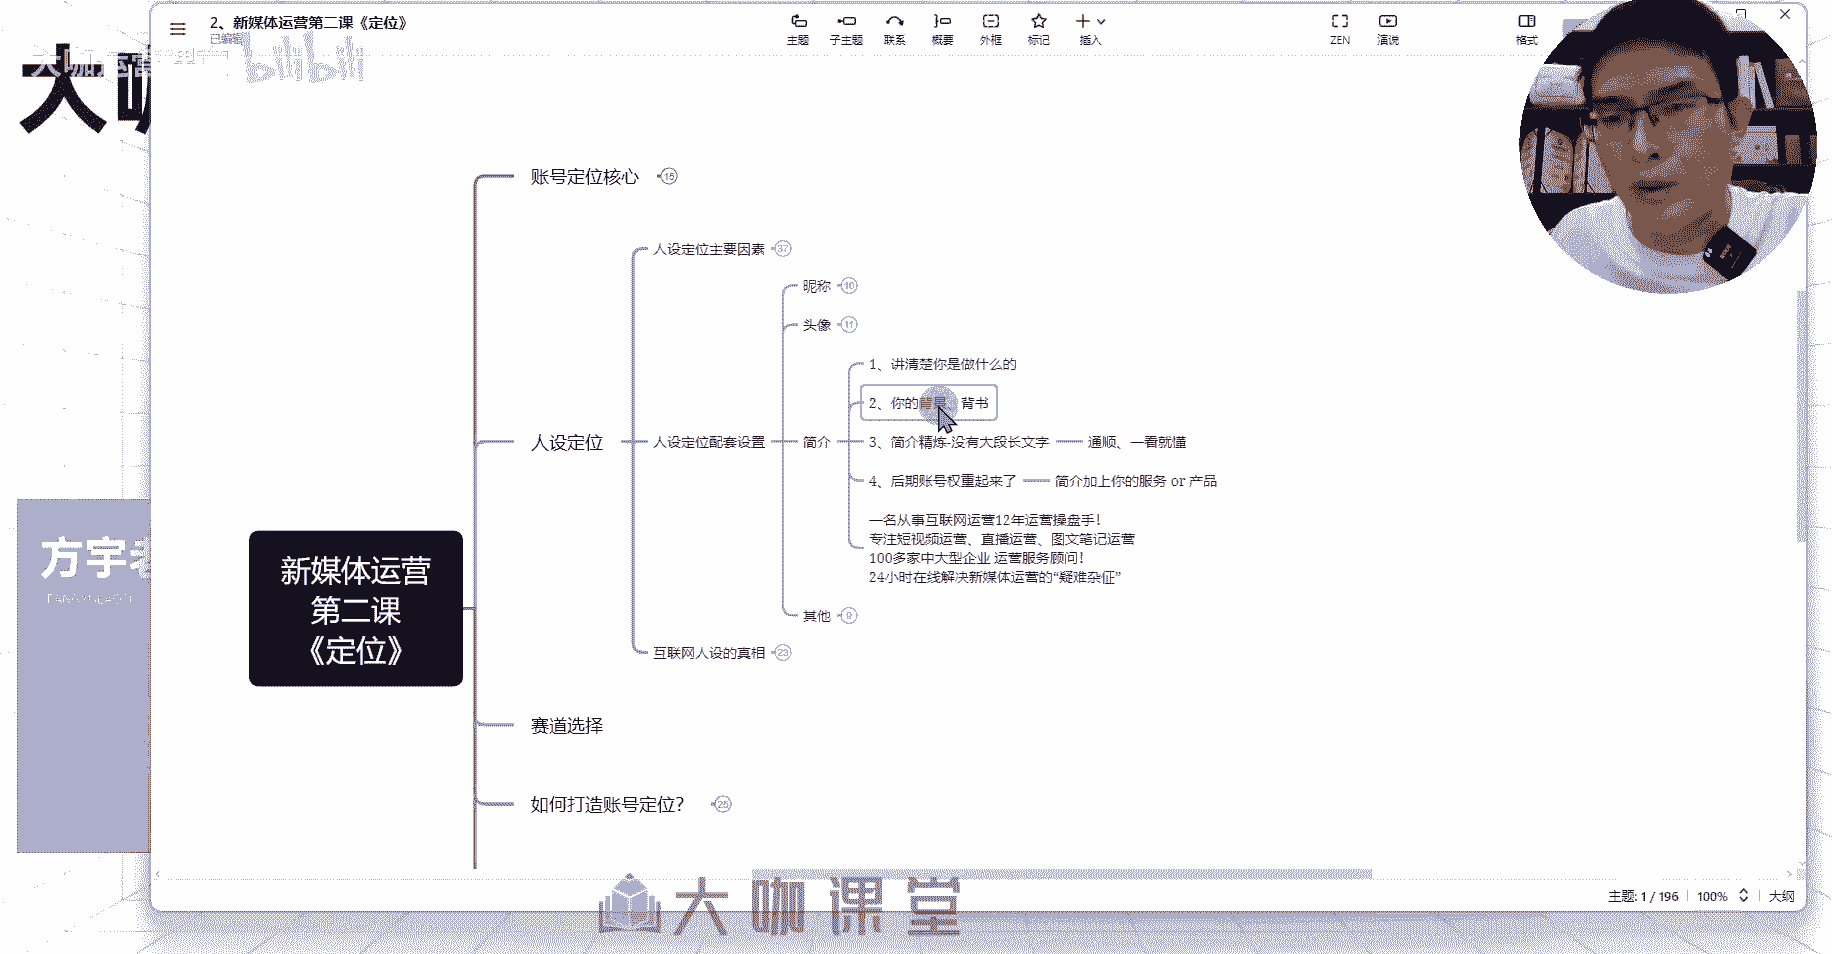 2、新媒体运营第二课《定位》
已编辑
主题
子主题
联系
概要
外框
标记
插入
ZEN
演说
格式
大咖运营
bilibili
大咖
账号定位核心
15
人设定位主要因素
37
昵称
10
头像
11
1、讲清楚你是做什么的
2、你的背景、背书
人设定位
人设定位配套设置
简介
3、简介精炼-没有大段长文字
通顺、一看就懂
4、后期账号权重起来了
简介加上你的服务 or 产品
一名从事互联网运营12年运营操盘手!
专注短视频运营、直播运营、图文笔记运营
100多家中大型企业 运营服务顾问!
24小时在线解决新媒体运营的“疑难杂症”
其他
9
互联网人设的真相
23
新媒体运营
第二课
《定位》
方宇老
赛道选择
如何打造账号定位?
25
大咖课堂
主题: 1 / 196
100%
大纲